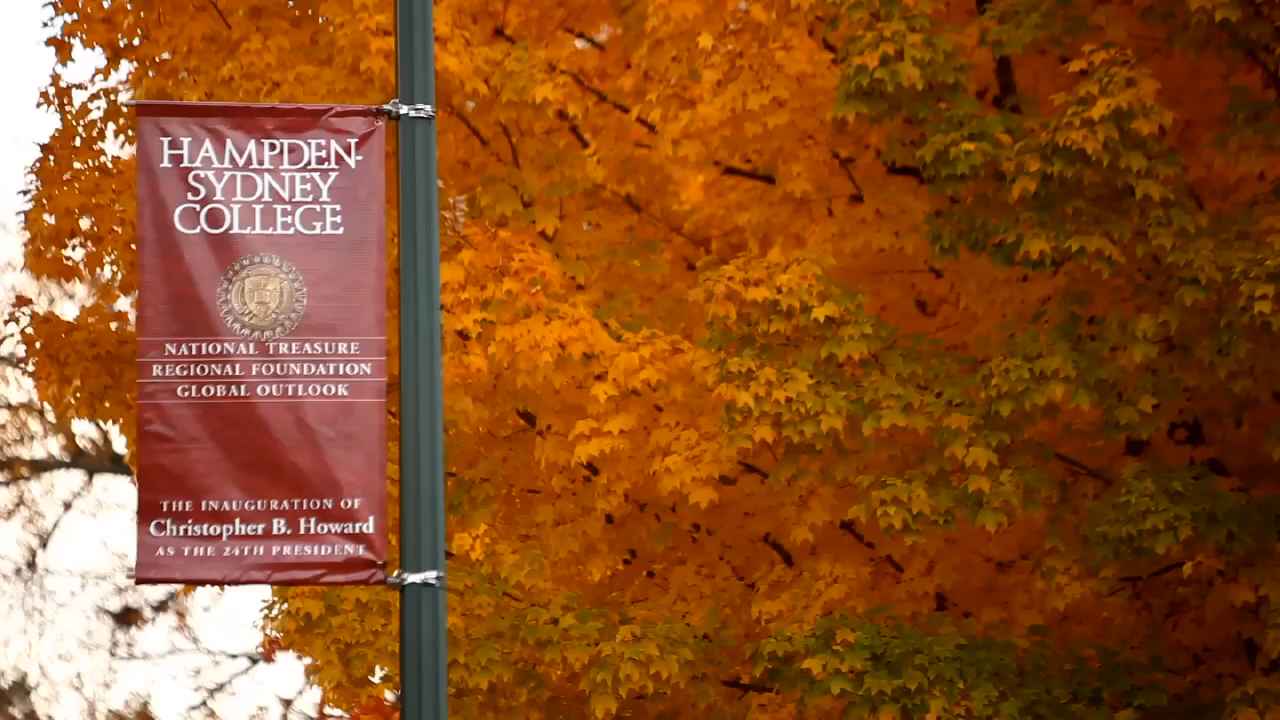 HAMPDEN-
SYDNEY
COLLEGE
NATIONAL TREASURE
REGIONAL FOUNDATION
GLOBAL OUTLOOK
THE INAUGURATION OF
Christopher B. Howard
AS THE 24TH PRESIDENT